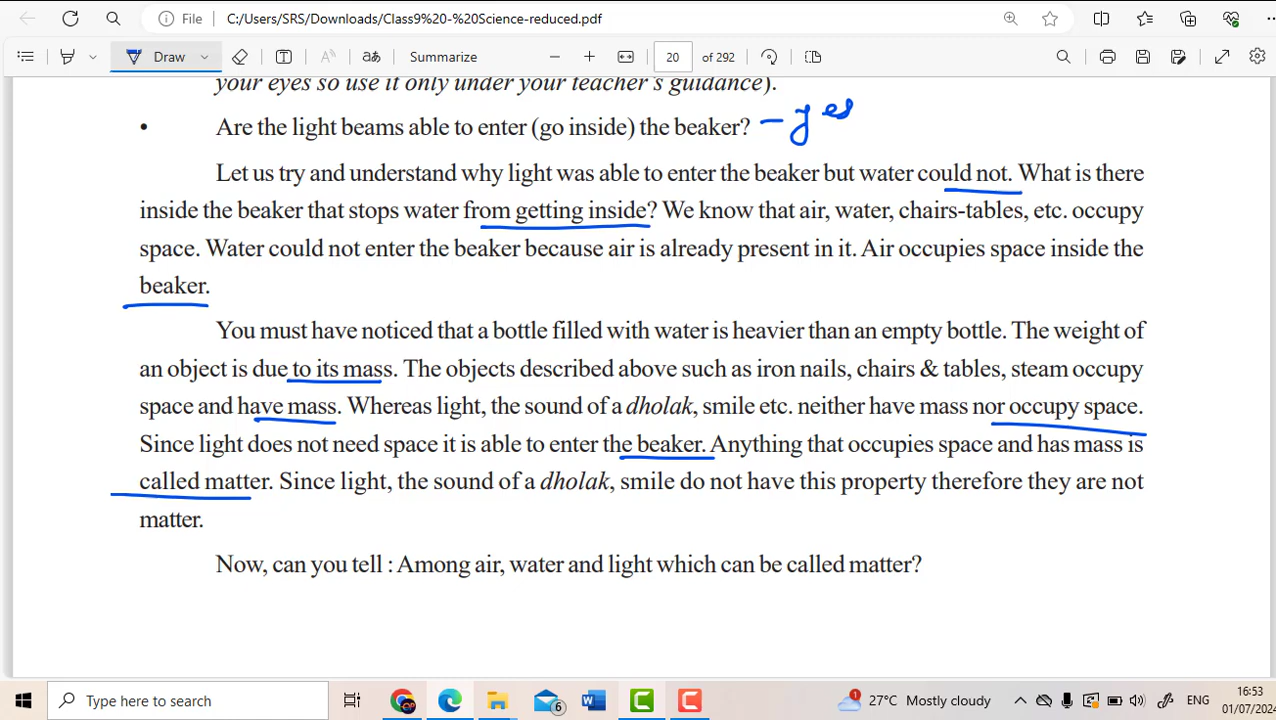 File
C:/Users/SRS/Downloads/Class9%20-%20Science-reduced.pdf
Draw
T
A
aあ
Summarize
20
of 292
your eyes so use it only under your teacher's guidance).
• Are the light beams able to enter (go inside) the beaker? – yes
Let us try and understand why light was able to enter the beaker but water could not. What is there
inside the beaker that stops water from getting inside? We know that air, water, chairs-tables, etc. occupy
space. Water could not enter the beaker because air is already present in it. Air occupies space inside the
beaker.
You must have noticed that a bottle filled with water is heavier than an empty bottle. The weight of
an object is due to its mass. The objects described above such as iron nails, chairs & tables, steam occupy
space and have mass. Whereas light, the sound of a dholak, smile etc. neither have mass nor occupy space.
Since light does not need space it is able to enter the beaker. Anything that occupies space and has mass is
called matter. Since light, the sound of a dholak, smile do not have this property therefore they are not
matter.
Now, can you tell : Among air, water and light which can be called matter?
Type here to search
6
W
C
C
27°C Mostly cloudy
ENG
16:53
01/07/2024